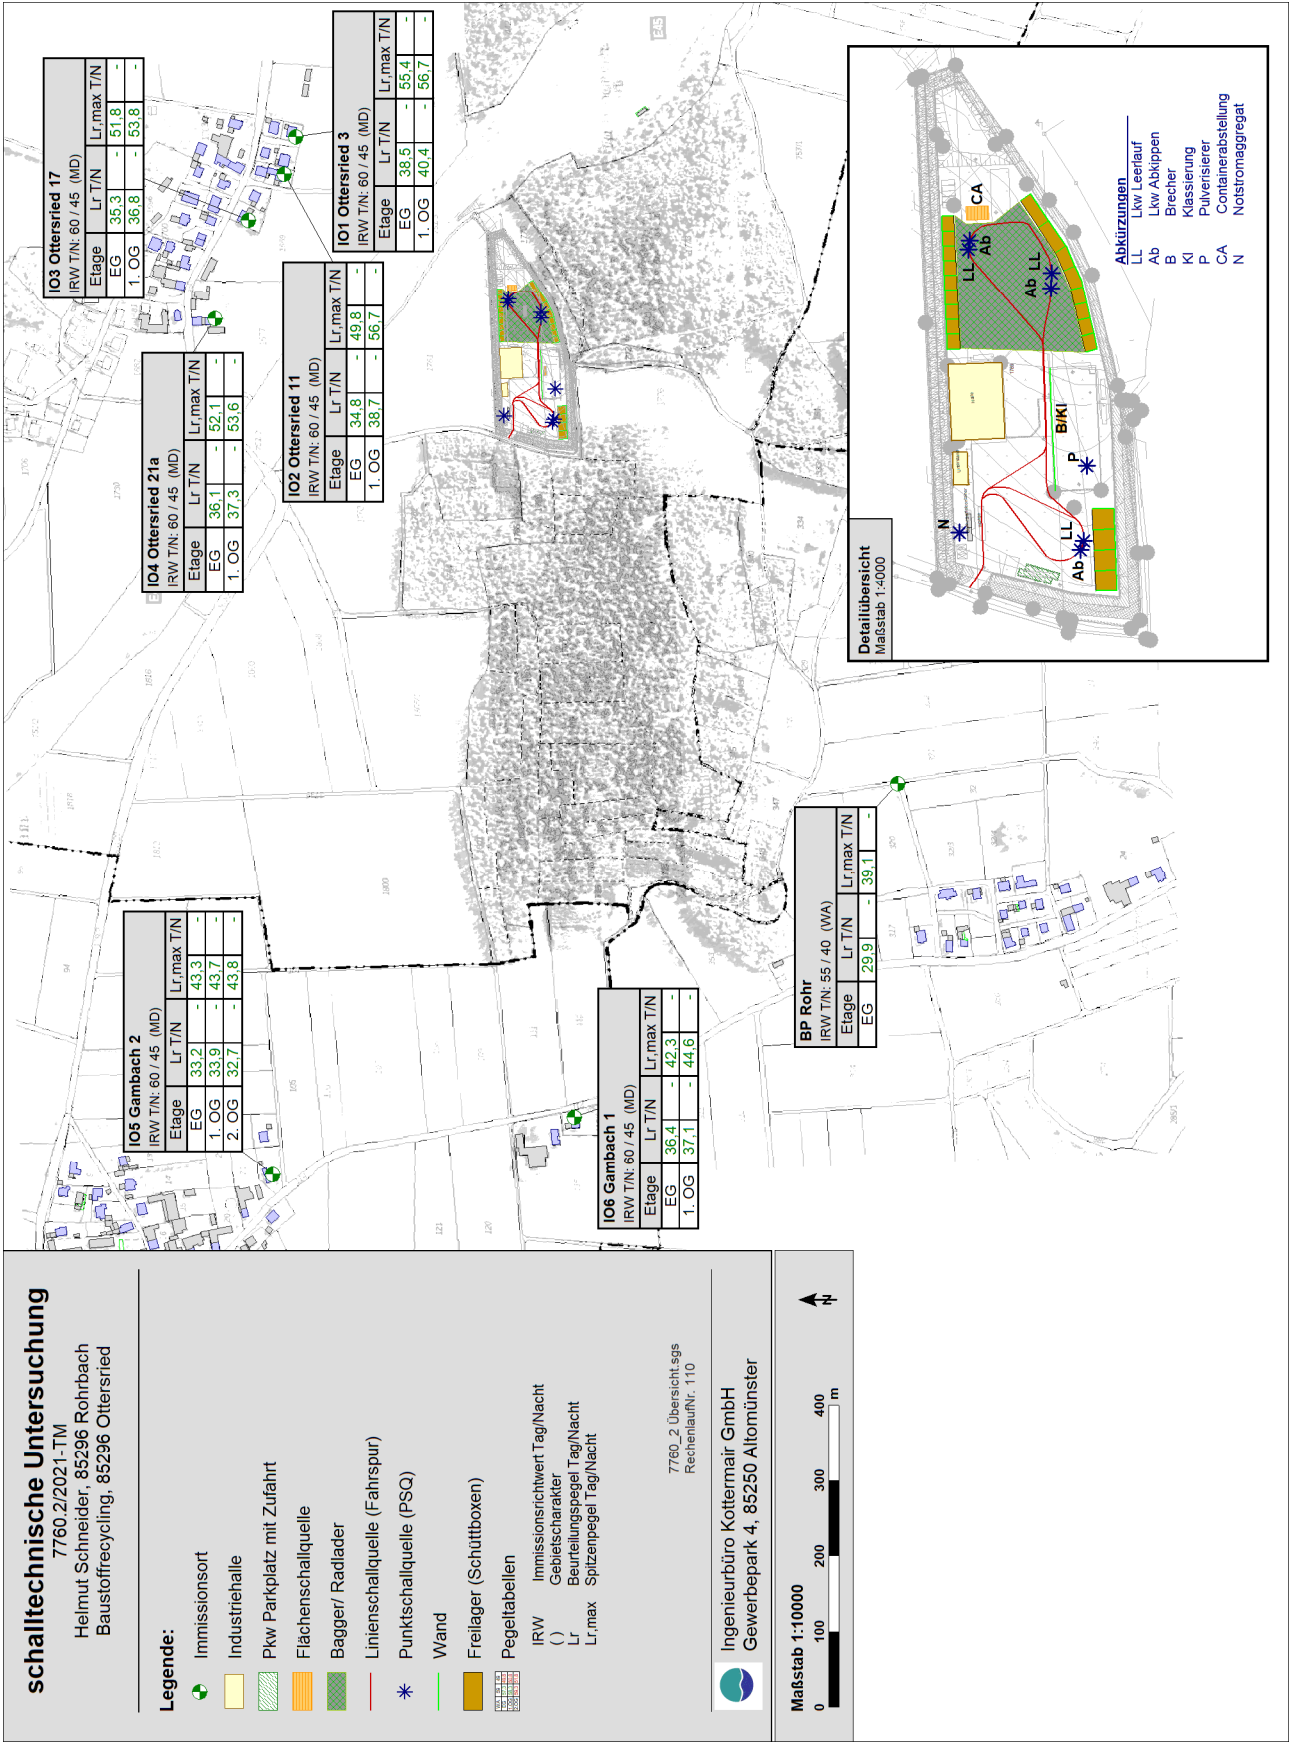 schalltechnische Untersuchung
7760.2/2021-TM
Helmut Schneider, 85296 Rohrbach
Baustoffrecycling, 85296 Ottersried
Legende:
Immissionsort
Industriehalle
Pkw Parkplatz mit Zufahrt
Flächenschallquelle
Bagger/ Radlader
Linienschallquelle (Fahrspur)
Punktschallquelle (PSQ)
Wand
Freilager (Schüttboxen)
Pegeltabellen
IRW Immissionsrichtwert Tag/Nacht
( ) Gebietscharakter
Lr Beurteilungspegel Tag/Nacht
Lr,max Spitzenpegel Tag/Nacht
7760_2 Übersicht.sgs
RechenlaufNr. 110
Ingenieurbüro Kottermair GmbH
Gewerbepark 4, 85250 Altomünster
Maßstab 1:10000
0 100 200 300 400
m
N
IO5 Gambach 2
IRW T/N: 60 / 45 (MD)
Etage Lr T/N Lr,max T/N
EG 33,2 - 43,3 -
1. OG 33,9 - 43,7 -
2. OG 32,7 - 43,8 -
IO6 Gambach 1
IRW T/N: 60 / 45 (MD)
Etage Lr T/N Lr,max T/N
EG 36,4 - 42,3 -
1. OG 37,1 - 44,6 -
BP Rohr
IRW T/N: 55 / 40 (WA)
Etage Lr T/N Lr,max T/N
EG 29,9 - 39,1 -
IO4 Ottersried 21a
IRW T/N: 60 / 45 (MD)
Etage Lr T/N Lr,max T/N
EG 36,1 - 52,1 -
1. OG 37,3 - 53,6 -
IO2 Ottersried 11
IRW T/N: 60 / 45 (MD)
Etage Lr T/N Lr,max T/N
EG 34,8 - 49,8 -
1. OG 38,7 - 56,7 -
IO3 Ottersried 17
IRW T/N: 60 / 45 (MD)
Etage Lr T/N Lr,max T/N
EG 35,3 - 51,8 -
1. OG 36,8 - 53,8 -
IO1 Ottersried 3
IRW T/N: 60 / 45 (MD)
Etage Lr T/N Lr,max T/N
EG 38,5 - 55,4 -
1. OG 40,4 - 56,7 -
Detailübersicht
Maßstab 1:4000
N
CA
LL
Ab
Ab LL
B/Kl
P
LL
Ab
Abkürzungen
LL Lkw Leerlauf
Ab Lkw Abkippen
B Brecher
Kl Klassierung
P Pulverisierer
CA Containerabstellung
N Notstromaggregat